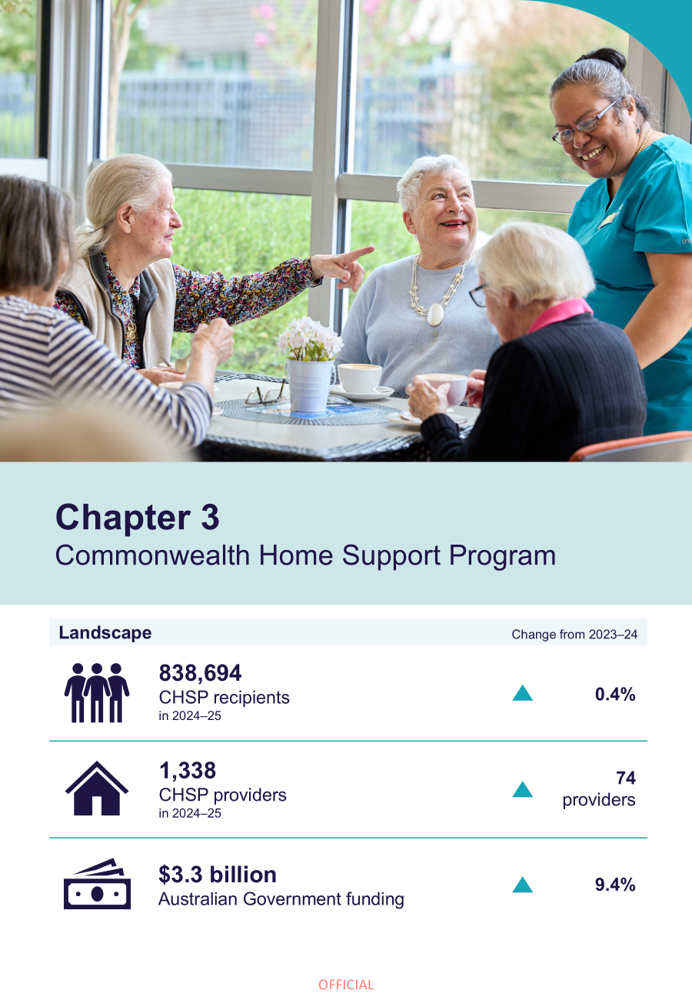 Chapter 3
Commonwealth Home Support Program
Landscape
Change from 2023–24
838,694
CHSP recipients
in 2024–25
0.4%
1,338
CHSP providers
in 2024–25
74
providers
$3.3 billion
Australian Government funding
9.4%
OFFICIAL